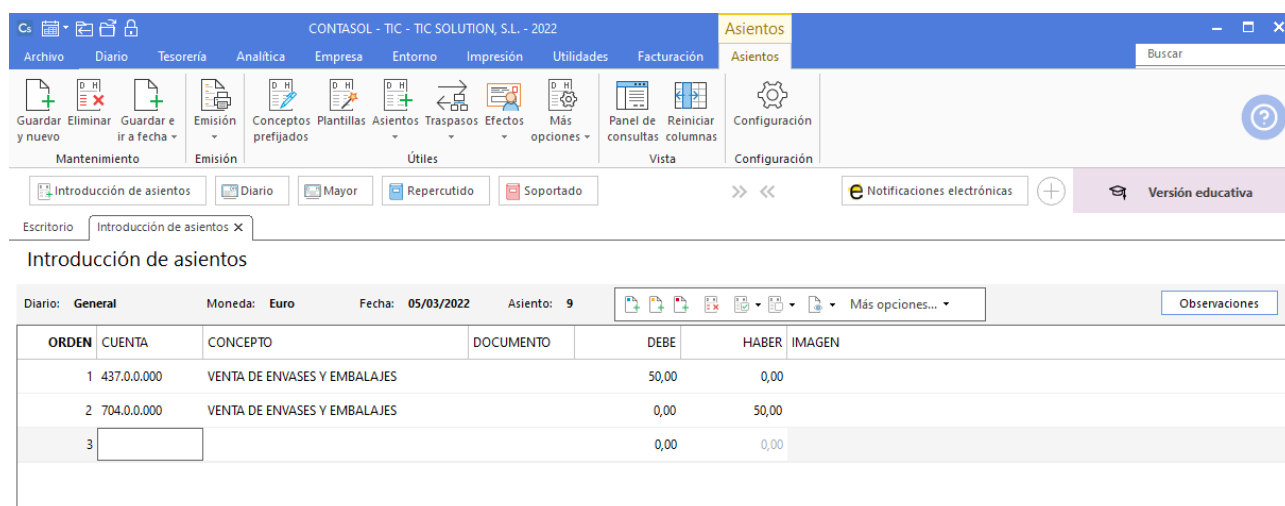 Cs CONTASOL - TIC - TIC SOLUTION, S.L. - 2022 Asientos
Archivo Diario Tesorería Analítica Empresa Entorno Impresión Utilidades Facturación Asientos Buscar
D H D H D H D H D H
Guardar Eliminar Guardar e Emisión Conceptos Plantillas Asientos Traspasos Efectos Más Panel de Reiniciar Configuración
y nuevo ir a fecha prefijados opciones consultas columnas
Mantenimiento Emisión Útiles Vista Configuración
Introducción de asientos Diario Mayor Repercutido Soportado e Notificaciones electrónicas Versión educativa
Escritorio Introducción de asientos X
Introducción de asientos
Diario: General Moneda: Euro Fecha: 05/03/2022 Asiento: 9 Más opciones... Observaciones
ORDEN CUENTA CONCEPTO DOCUMENTO DEBE HABER IMAGEN
1 437.0.0.000 VENTA DE ENVASES Y EMBALAJES 50,00 0,00
2 704.0.0.000 VENTA DE ENVASES Y EMBALAJES 0,00 50,00
3 0,00 0,00